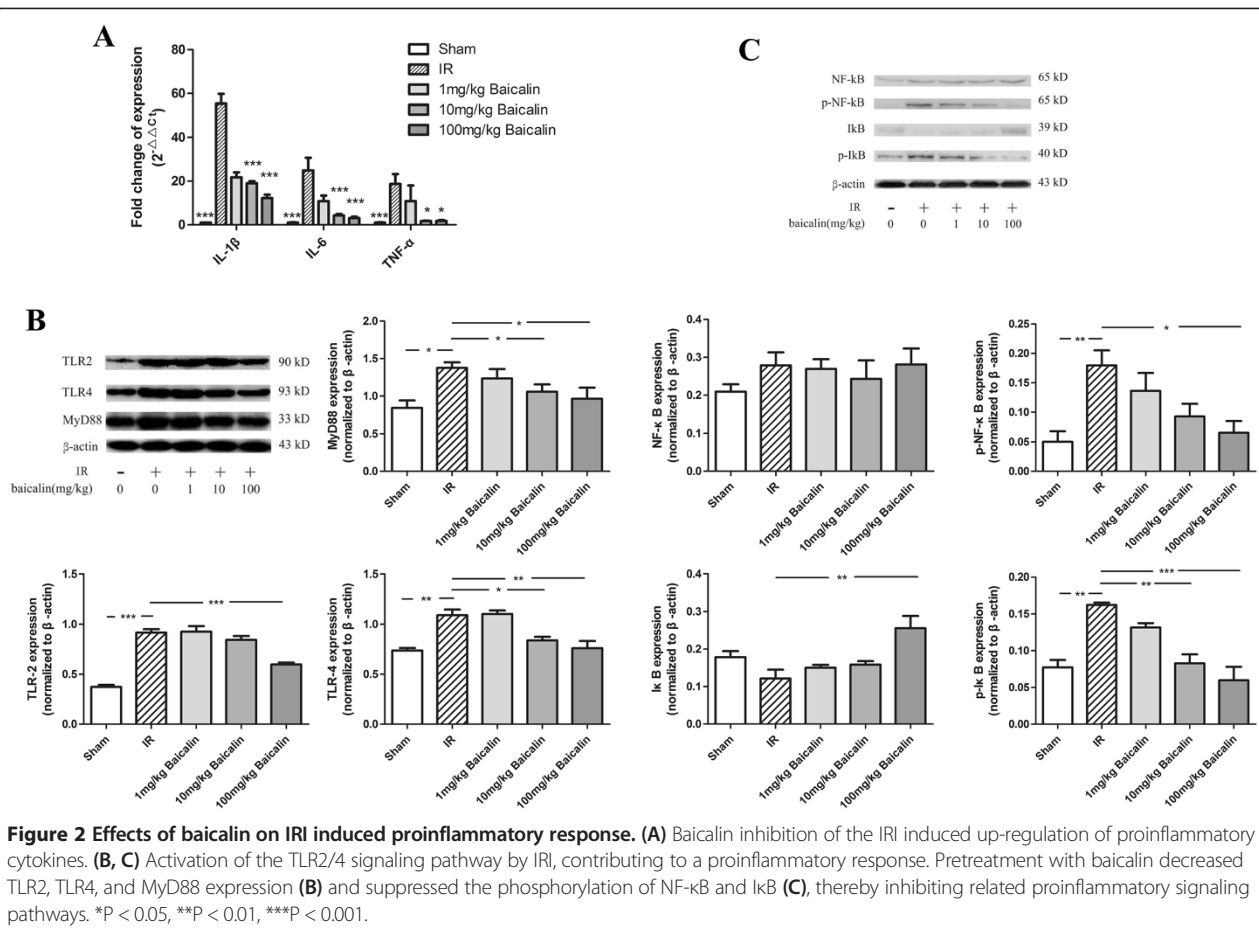 A
Fold change of expression
(2^-△△Ct)
80
60
40
20
0
***
***
***
***
***
***
***
*
*
IL-1β
IL-6
TNF-α
Sham
IR
1mg/kg Baicalin
10mg/kg Baicalin
100mg/kg Baicalin
C
NF-kB 65 kD
p-NF-kB 65 kD
IkB 39 kD
p-IkB 40 kD
β-actin 43 kD
IR - + + + +
baicalin(mg/kg) 0 0 1 10 100
B
TLR2 90 kD
TLR4 93 kD
MyD88 33 kD
β-actin 43 kD
IR - + + + +
baicalin(mg/kg) 0 0 1 10 100
MyD88 expression
(normalized to β -actin)
2.0
1.5
1.0
0.5
0.0
*
*
*
Sham
IR
1mg/kg Baicalin
10mg/kg Baicalin
100mg/kg Baicalin
NF-κ B expression
(normalized to β -actin)
0.4
0.3
0.2
0.1
0.0
Sham
IR
1mg/kg Baicalin
10mg/kg Baicalin
100mg/kg Baicalin
p-NF-κ B expression
(normalized to β -actin)
0.25
0.20
0.15
0.10
0.05
0.00
**
*
Sham
IR
1mg/kg Baicalin
10mg/kg Baicalin
100mg/kg Baicalin
TLR-2 expression
(normalized to β -actin)
1.5
1.0
0.5
0.0
***
***
Sham
IR
1mg/kg Baicalin
10mg/kg Baicalin
100mg/kg Baicalin
TLR-4 expression
(normalized to β -actin)
1.5
1.0
0.5
0.0
**
**
*
Sham
IR
1mg/kg Baicalin
10mg/kg Baicalin
100mg/kg Baicalin
Iκ B expression
(normalized to β -actin)
0.4
0.3
0.2
0.1
0.0
**
Sham
IR
1mg/kg Baicalin
10mg/kg Baicalin
100mg/kg Baicalin
p-Iκ B expression
(normalized to β -actin)
0.20
0.15
0.10
0.05
0.00
**
***
**
Sham
IR
1mg/kg Baicalin
10mg/kg Baicalin
100mg/kg Baicalin
Figure 2 Effects of baicalin on IRI induced proinflammatory response. (A) Baicalin inhibition of the IRI induced up-regulation of proinflammatory
cytokines. (B, C) Activation of the TLR2/4 signaling pathway by IRI, contributing to a proinflammatory response. Pretreatment with baicalin decreased
TLR2, TLR4, and MyD88 expression (B) and suppressed the phosphorylation of NF-κB and IκB (C), thereby inhibiting related proinflammatory signaling
pathways. *P < 0.05, **P < 0.01, ***P < 0.001.